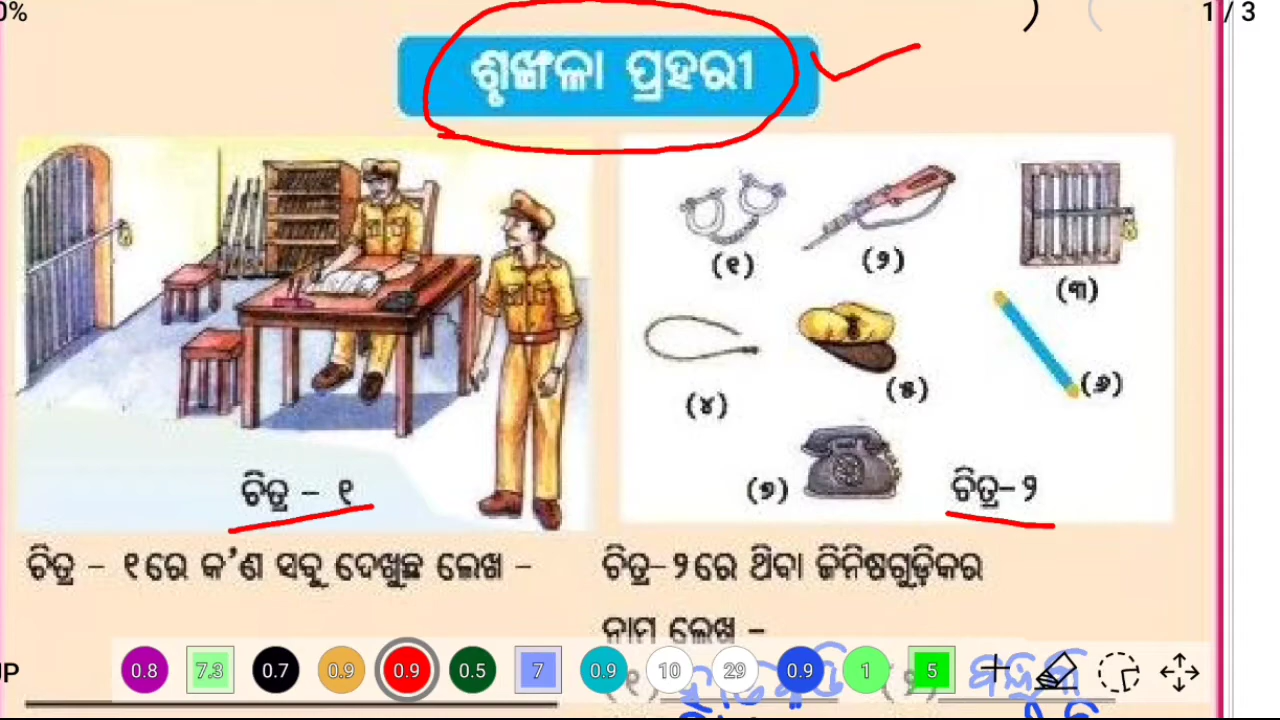 1 / 3
ଶୃଙ୍ଖଳା ପ୍ରହରୀ
(୧)
(୨)
(୩)
(୪)
(୫)
(୬)
(୭)
ଚିତ୍ର - ୧
ଚିତ୍ର- ୨
ଚିତ୍ର - ୧ରେ କ'ଣ ସବୁ ଦେଖୁଛ ଲେଖ -
ଚିତ୍ର- ୨ରେ ଥିବା ଜିନିଷଗୁଡ଼ିକର
ନାମ ଲେଖ -
0.8 7.3 0.7 0.9 0.9 0.5 7 0.9 10 29 0.9 1 5